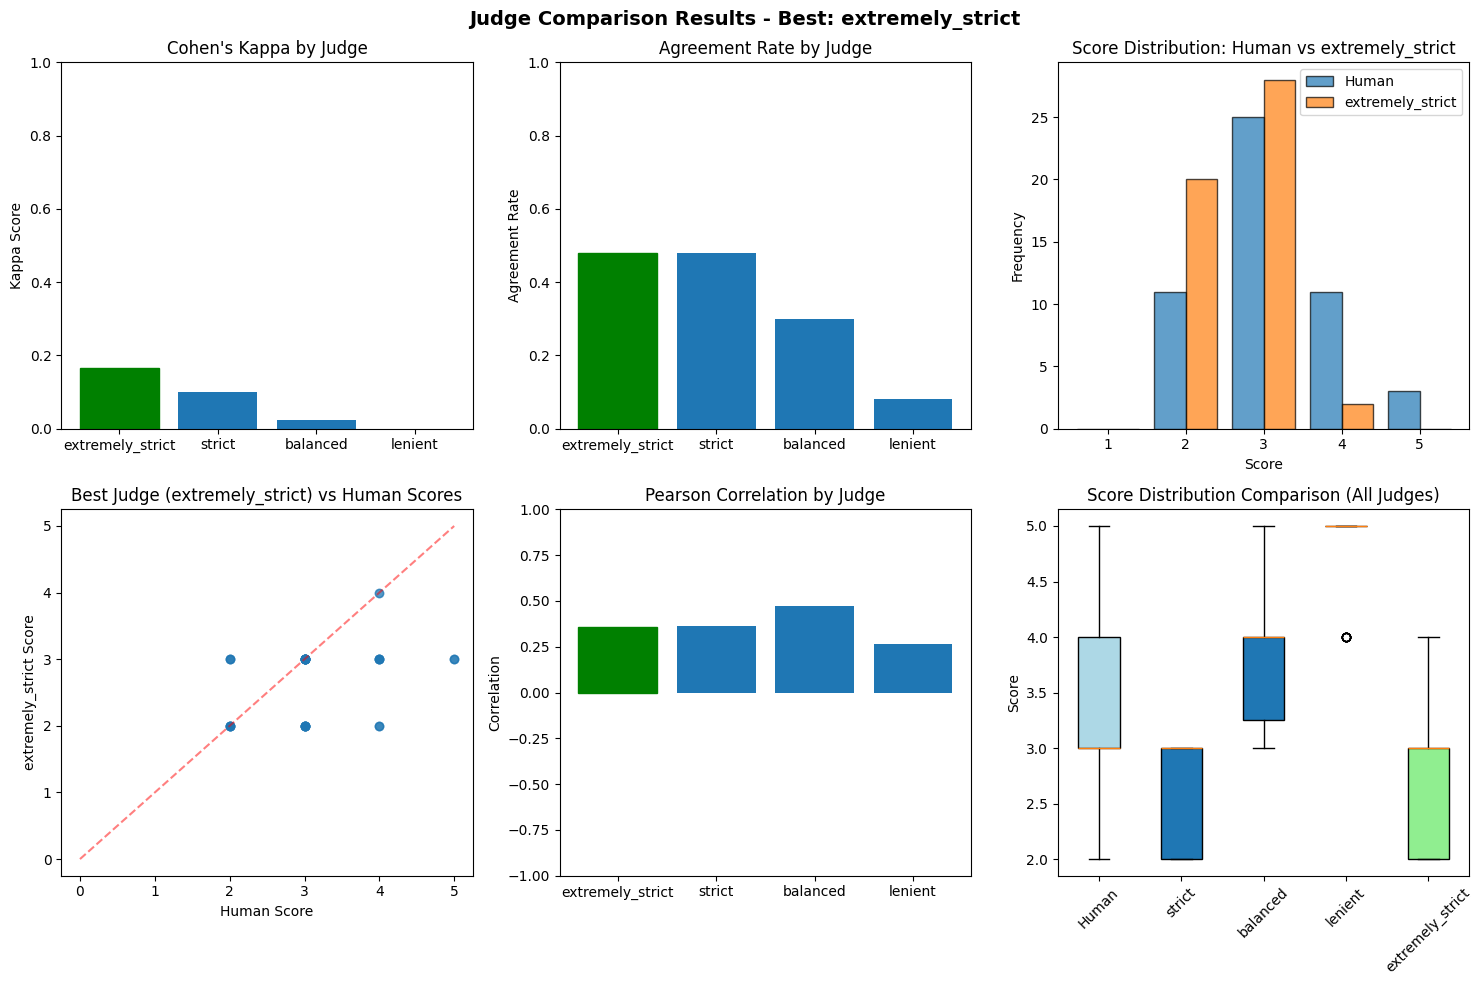 Judge Comparison Results - Best: extremely_strict
Cohen's Kappa by Judge
Kappa Score
1.0
0.8
0.6
0.4
0.2
0.0
extremely_strict strict balanced lenient
Agreement Rate by Judge
Agreement Rate
1.0
0.8
0.6
0.4
0.2
0.0
extremely_strict strict balanced lenient
Score Distribution: Human vs extremely_strict
Human
extremely_strict
Frequency
25
20
15
10
5
0
1 2 3 4 5
Score
Best Judge (extremely_strict) vs Human Scores
extremely_strict Score
5
4
3
2
1
0
0 1 2 3 4 5
Human Score
Pearson Correlation by Judge
Correlation
1.00
0.75
0.50
0.25
0.00
−0.25
−0.50
−0.75
−1.00
extremely_strict strict balanced lenient
Score Distribution Comparison (All Judges)
Score
5.0
4.5
4.0
3.5
3.0
2.5
2.0
Human
strict
balanced
lenient
extremely_strict